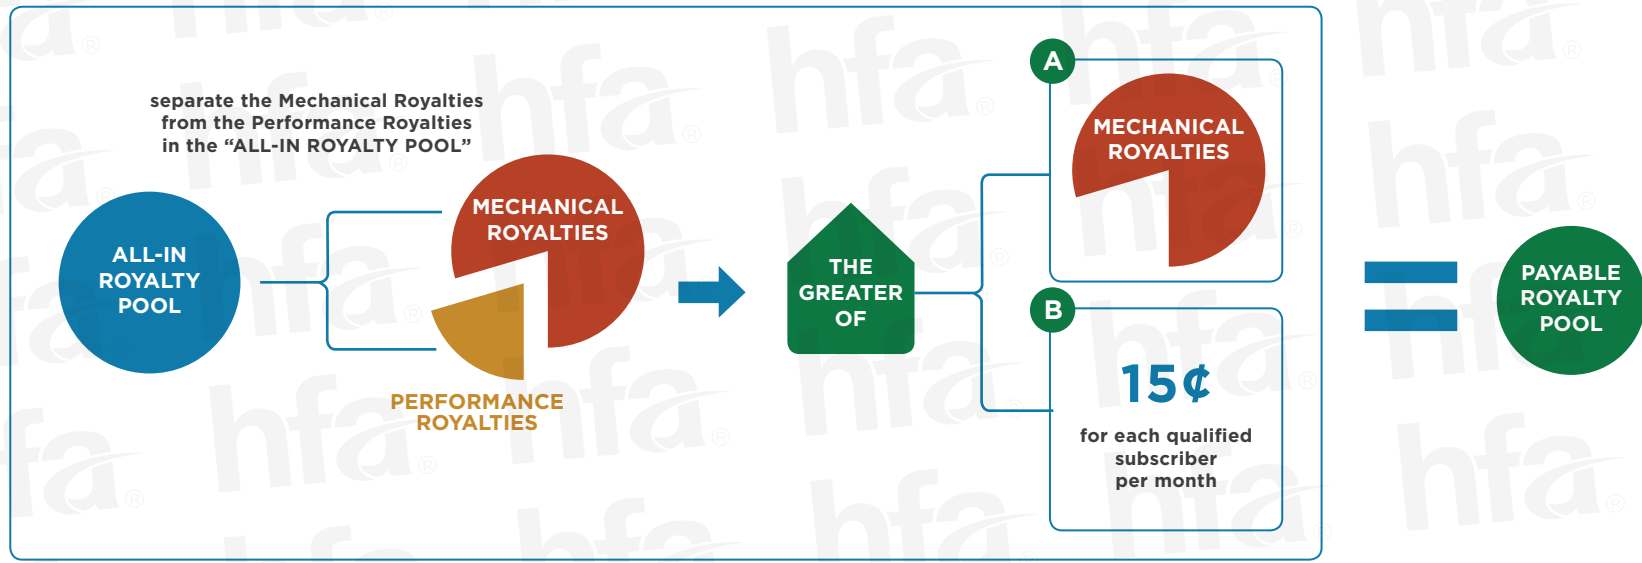 separate the Mechanical Royalties
from the Performance Royalties
in the “ALL-IN ROYALTY POOL”
ALL-IN
ROYALTY
POOL
MECHANICAL
ROYALTIES
PERFORMANCE
ROYALTIES
THE
GREATER
OF
A
MECHANICAL
ROYALTIES
B
15¢
for each qualified
subscriber
per month
PAYABLE
ROYALTY
POOL
hfa®